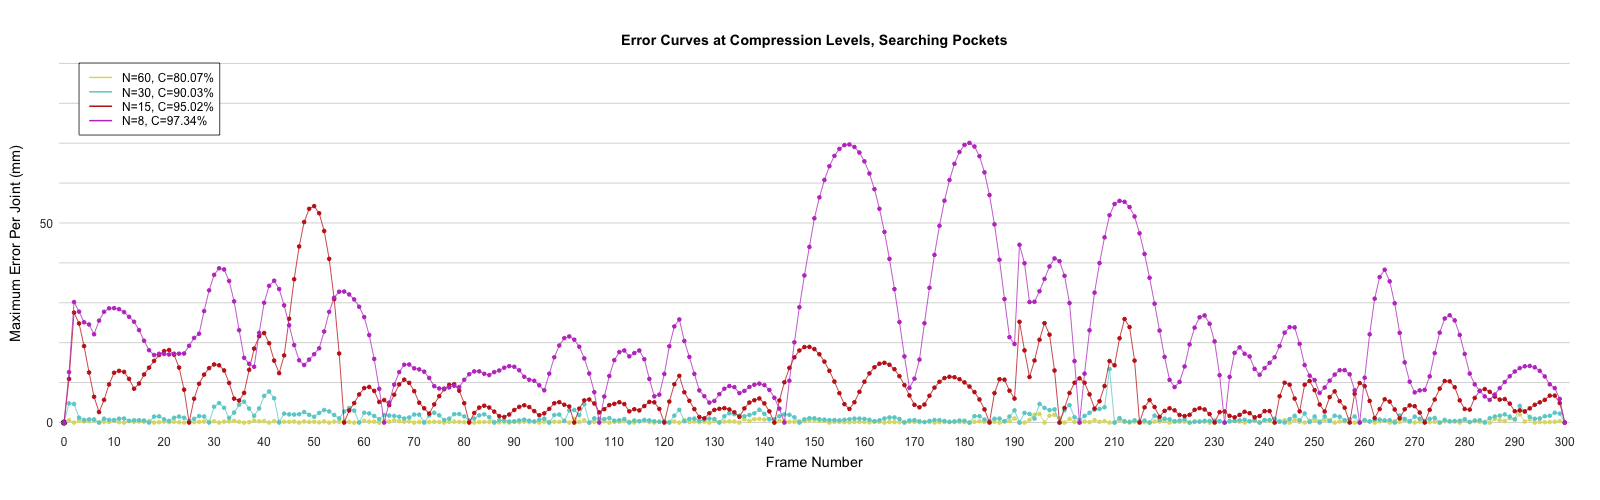 Error Curves at Compression Levels, Searching Pockets
N=60, C=80.07%
N=30, C=90.03%
N=15, C=95.02%
N=8, C=97.34%
Maximum Error Per Joint (mm)
50
0
0 10 20 30 40 50 60 70 80 90 100 110 120 130 140 150 160 170 180 190 200 210 220 230 240 250 260 270 280 290 300
Frame Number